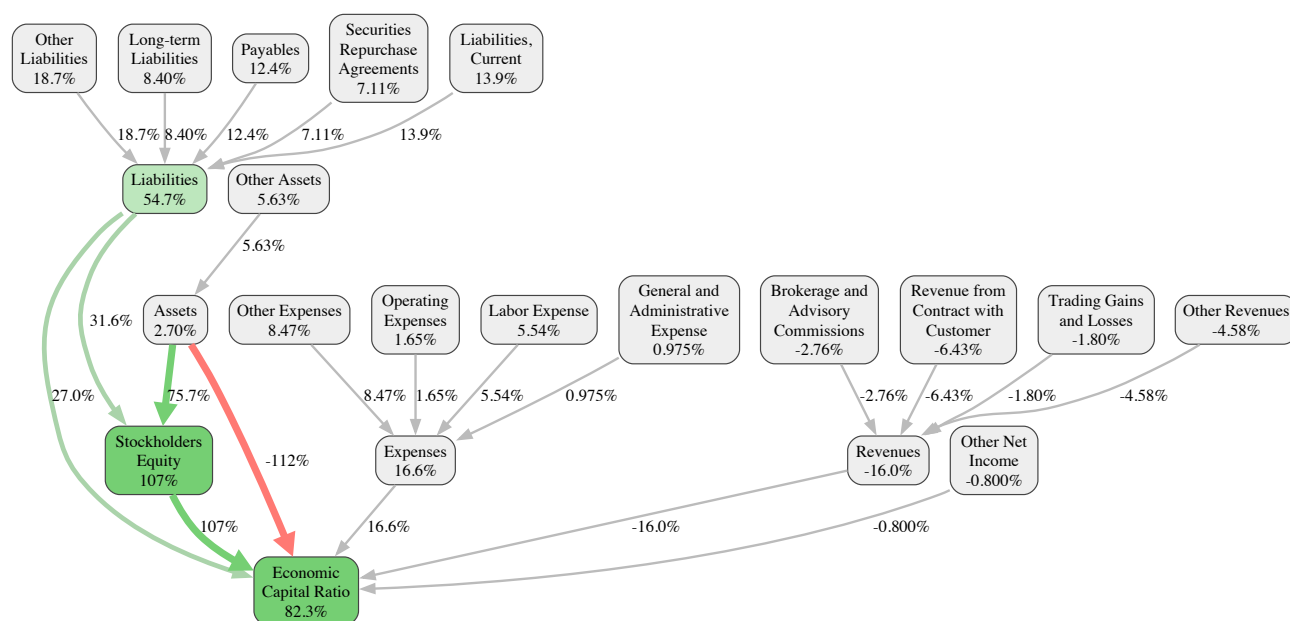 Other
Liabilities
18.7%
Long-term
Liabilities
8.40%
Payables
12.4%
Securities
Repurchase
Agreements
7.11%
Liabilities,
Current
13.9%
18.7%
8.40%
12.4%
7.11%
13.9%
Liabilities
54.7%
Other Assets
5.63%
5.63%
Assets
2.70%
Other Expenses
8.47%
Operating
Expenses
1.65%
Labor Expense
5.54%
General and
Administrative
Expense
0.975%
Brokerage and
Advisory
Commissions
-2.76%
Revenue from
Contract with
Customer
-6.43%
Trading Gains
and Losses
-1.80%
Other Revenues
-4.58%
31.6%
27.0%
75.7%
8.47%
1.65%
5.54%
0.975%
-2.76%
-6.43%
-1.80%
-4.58%
Stockholders
Equity
107%
-112%
Expenses
16.6%
Revenues
-16.0%
Other Net
Income
-0.800%
107%
16.6%
-16.0%
-0.800%
Economic
Capital Ratio
82.3%